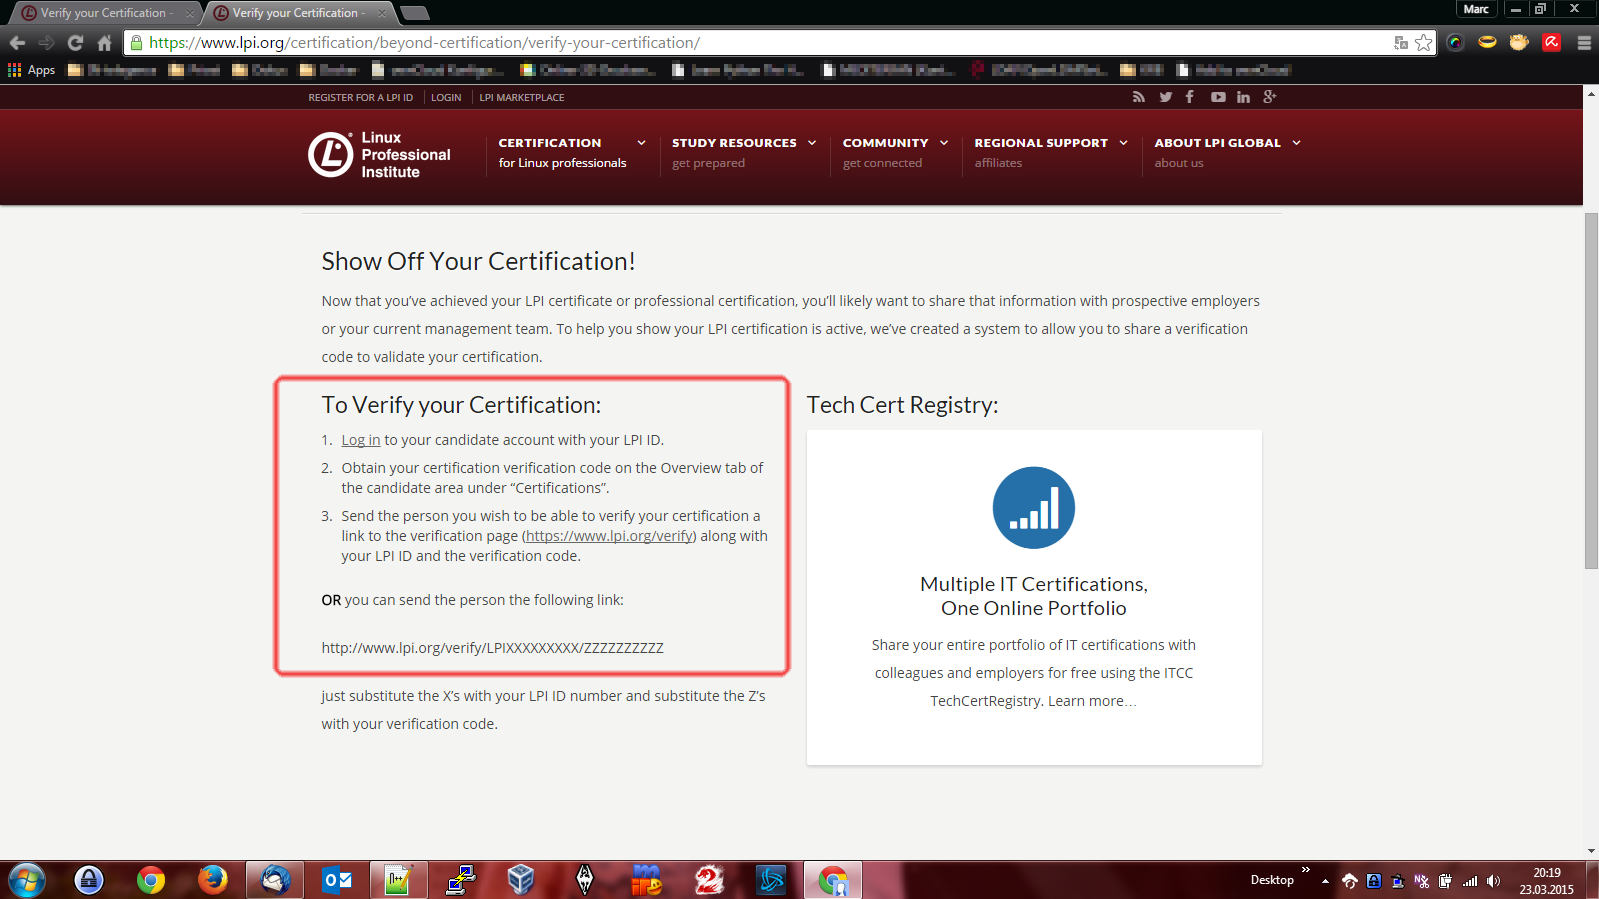 Verify your Certification -
Verify your Certification -
Marc
https://www.lpi.org/certification/beyond-certification/verify-your-certification/
Apps
REGISTER FOR A LPI ID
LOGIN
LPI MARKETPLACE
Linux
Professional
Institute
CERTIFICATION
for Linux professionals
STUDY RESOURCES
get prepared
COMMUNITY
get connected
REGIONAL SUPPORT
affiliates
ABOUT LPI GLOBAL
about us
Show Off Your Certification!
Now that you’ve achieved your LPI certificate or professional certification, you’ll likely want to share that information with prospective employers
or your current management team. To help you show your LPI certification is active, we’ve created a system to allow you to share a verification
code to validate your certification.
To Verify your Certification:
1. Log in to your candidate account with your LPI ID.
2. Obtain your certification verification code on the Overview tab of
the candidate area under “Certifications”.
3. Send the person you wish to be able to verify your certification a
link to the verification page (https://www.lpi.org/verify) along with
your LPI ID and the verification code.
OR you can send the person the following link:
http://www.lpi.org/verify/LPIXXXXXXXXX/ZZZZZZZZZZ
just substitute the X’s with your LPI ID number and substitute the Z’s
with your verification code.
Tech Cert Registry:
Multiple IT Certifications,
One Online Portfolio
Share your entire portfolio of IT certifications with
colleagues and employers for free using the ITCC
TechCertRegistry. Learn more…
Desktop
20:19
23.03.2015